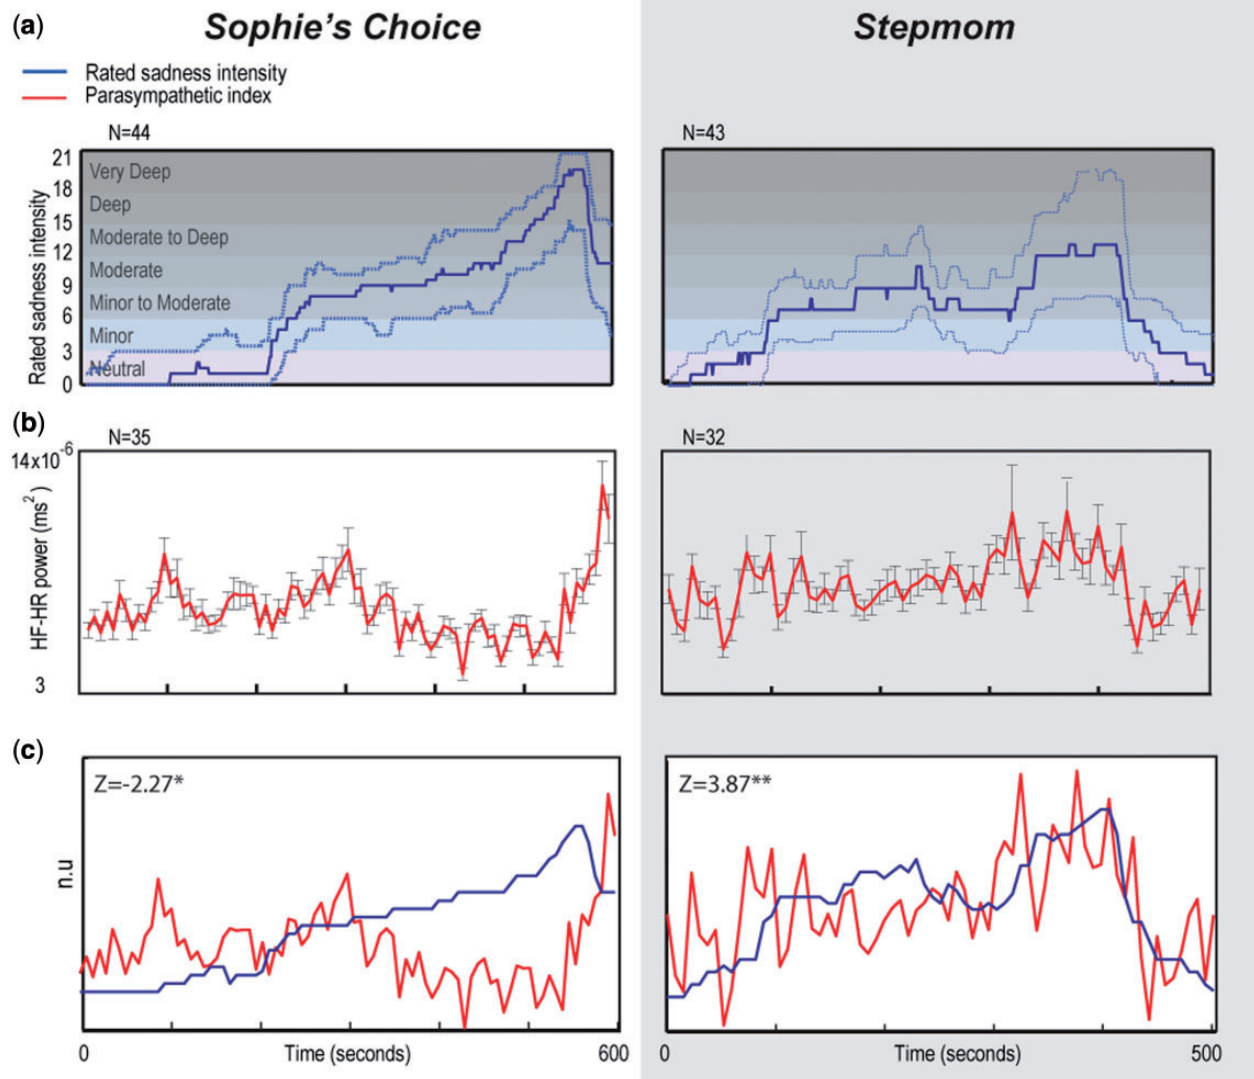 (a)
Sophie's Choice
Stepmom
Rated sadness intensity
Parasympathetic index
N=44
N=43
Rated sadness intensity
21
18
15
12
9
6
3
0
Very Deep
Deep
Moderate to Deep
Moderate
Minor to Moderate
Minor
Neutral
(b)
N=35
N=32
14x10-6
HF-HR power (ms2)
3
(c)
Z=-2.27*
Z=3.87**
n.u
0
Time (seconds)
600
0
Time (seconds)
500